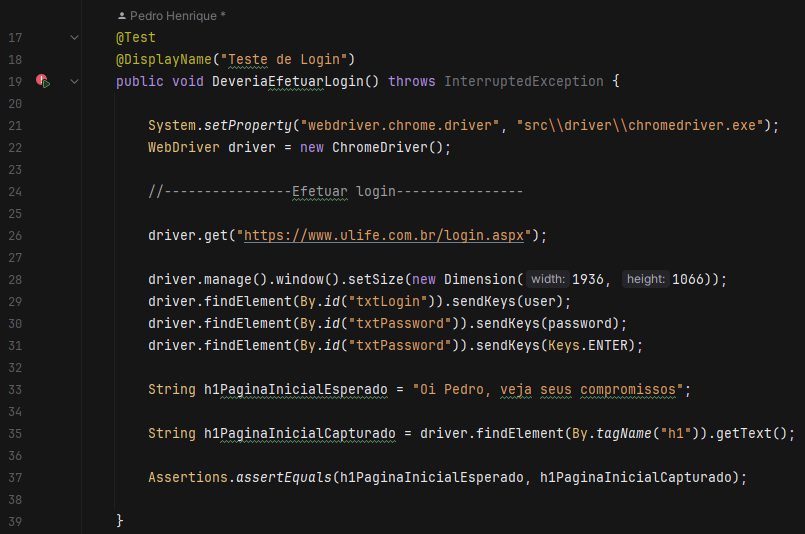 Pedro Henrique *
17 @Test
18 @DisplayName("Teste de Login")
19 public void DeveriaEfetuarLogin() throws InterruptedException {
20
21 System.setProperty("webdriver.chrome.driver", "src\\driver\\chromedriver.exe");
22 WebDriver driver = new ChromeDriver();
23
24 //----------------Efetuar login----------------
25
26 driver.get("https://www.ulife.com.br/login.aspx");
27
28 driver.manage().window().setSize(new Dimension( width: 1936, height: 1066));
29 driver.findElement(By.id("txtLogin")).sendKeys(user);
30 driver.findElement(By.id("txtPassword")).sendKeys(password);
31 driver.findElement(By.id("txtPassword")).sendKeys(Keys.ENTER);
32
33 String h1PaginaInicialEsperado = "Oi Pedro, veja seus compromissos";
34
35 String h1PaginaInicialCapturado = driver.findElement(By.tagName("h1")).getText();
36
37 Assertions.assertEquals(h1PaginaInicialEsperado, h1PaginaInicialCapturado);
38
39 }